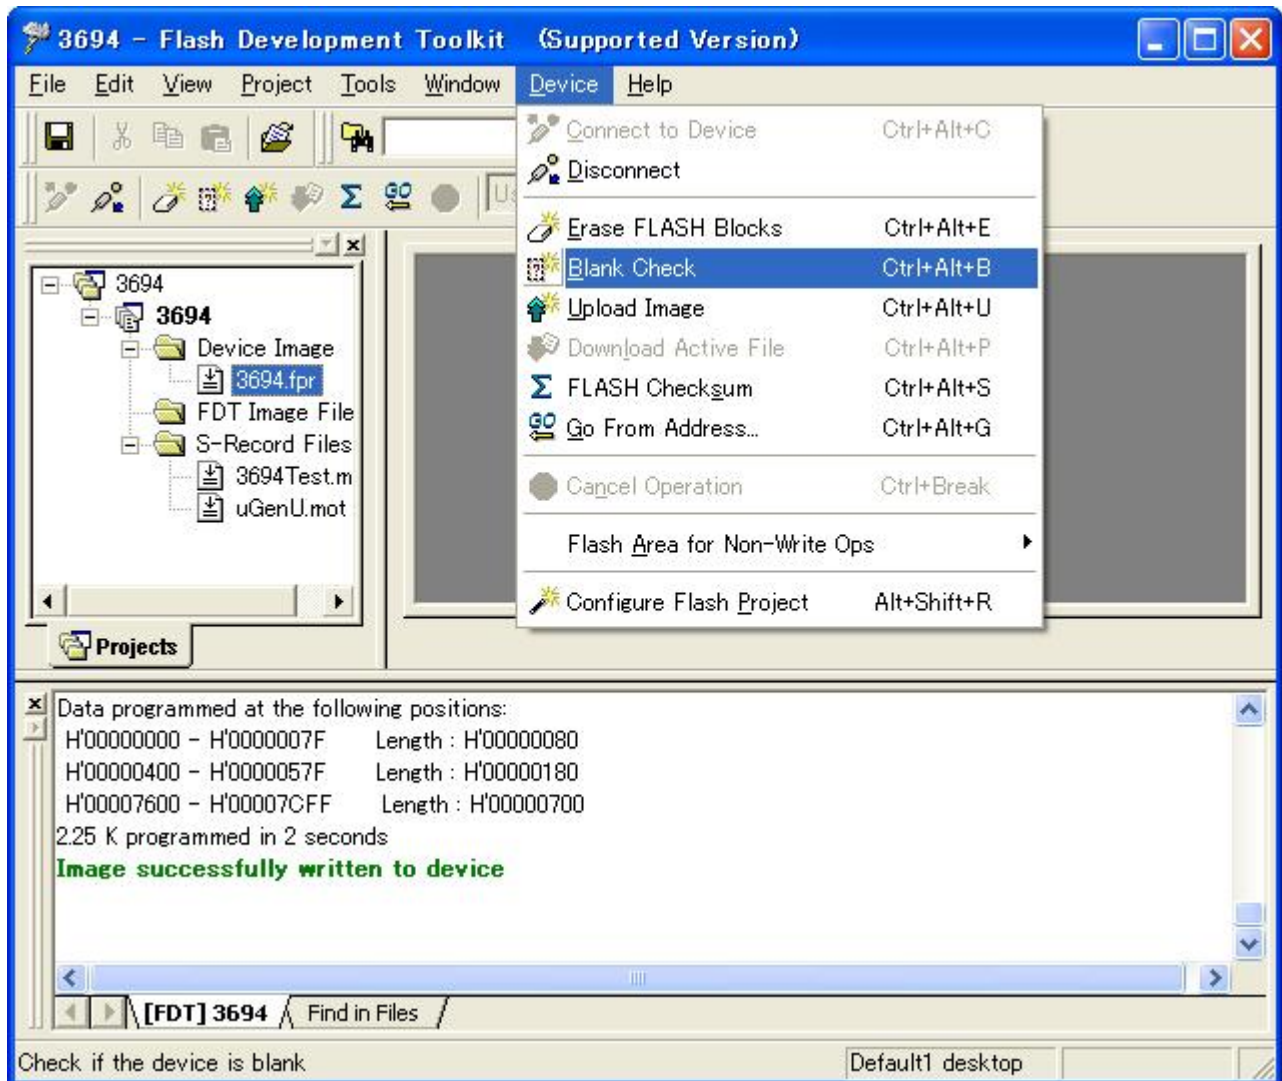 3694 - Flash Development Toolkit (Supported Version)
File Edit View Project Tools Window Device Help
Connect to Device Ctrl+Alt+C
Disconnect
Erase FLASH Blocks Ctrl+Alt+E
Blank Check Ctrl+Alt+B
Upload Image Ctrl+Alt+U
Download Active File Ctrl+Alt+P
FLASH Checksum Ctrl+Alt+S
GO Go From Address... Ctrl+Alt+G
Cancel Operation Ctrl+Break
Flash Area for Non-Write Ops
Configure Flash Project Alt+Shift+R
GO
3694
3694
Device Image
3694.fpr
FDT Image File
S-Record Files
3694Test.m
uGenU.mot
Projects
Data programmed at the following positions:
H'00000000 - H'0000007F Length : H'00000080
H'00000400 - H'0000057F Length : H'00000180
H'00007600 - H'00007CFF Length : H'00000700
2.25 K programmed in 2 seconds
Image successfully written to device
[FDT] 3694 Find in Files
Check if the device is blank Default1 desktop